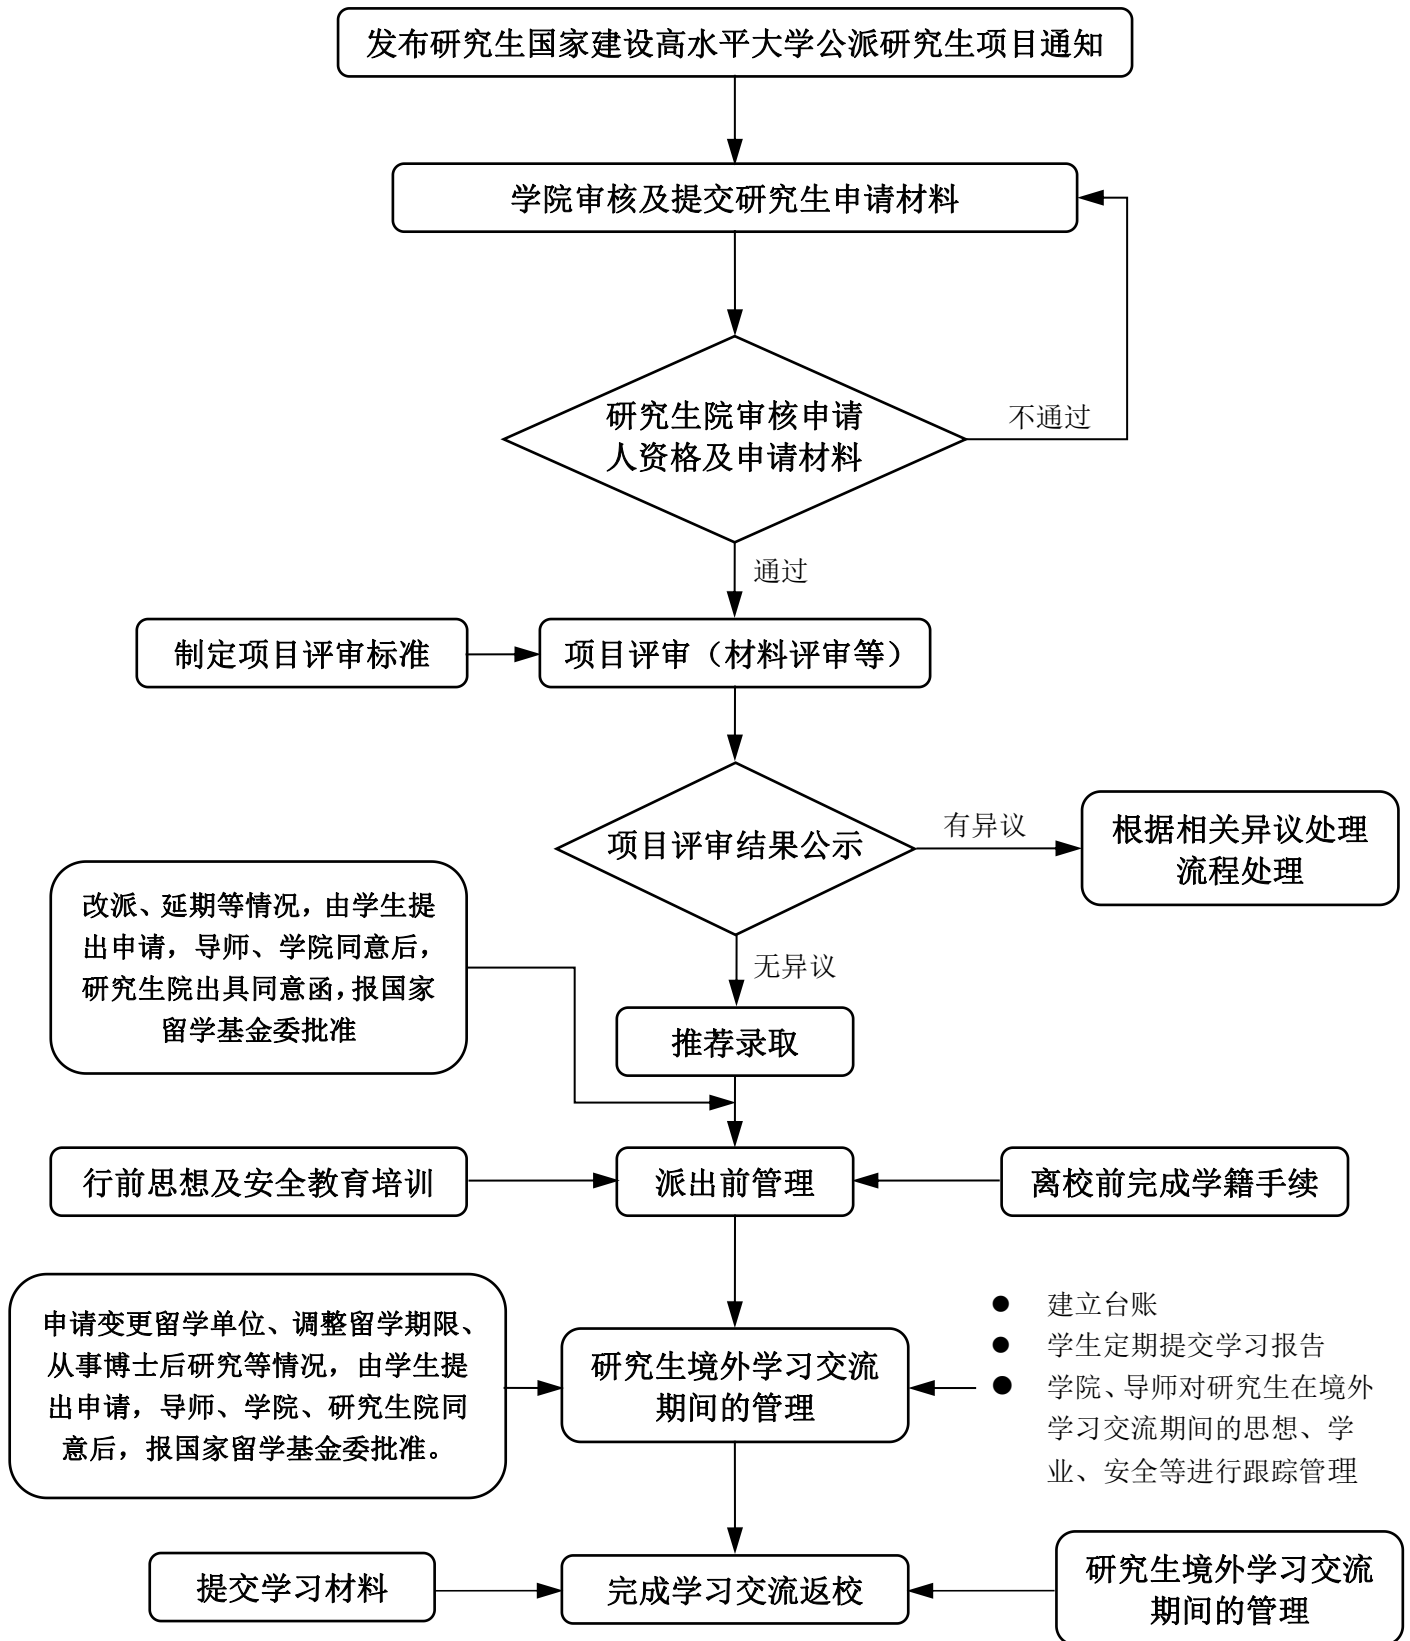 发布研究生国家建设高水平大学公派研究生项目通知
学院审核及提交研究生申请材料
研究生院审核申请
人资格及申请材料
不通过
通过
制定项目评审标准
项目评审（材料评审等）
项目评审结果公示
有异议
根据相关异议处理
流程处理
改派、延期等情况，由学生提
出申请，导师、学院同意后，
研究生院出具同意函，报国家
留学基金委批准
无异议
推荐录取
行前思想及安全教育培训
派出前管理
离校前完成学籍手续
申请变更留学单位、调整留学期限、
从事博士后研究等情况，由学生提
出申请，导师、学院、研究生院同
意后，报国家留学基金委批准。
研究生境外学习交流
期间的管理
● 建立台账
● 学生定期提交学习报告
● 学院、导师对研究生在境外
学习交流期间的思想、学
业、安全等进行跟踪管理
提交学习材料
完成学习交流返校
研究生境外学习交流
期间的管理